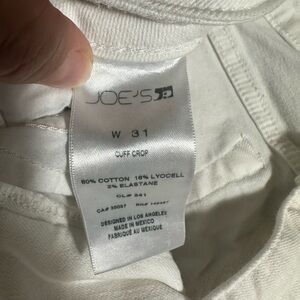 JOE'S
W 31
CUFF CROP
80% COTTON 18% LYOCELL
2% ELASTANE
DESIGNED IN LOS ANGELES
MADE IN MEXICO
FABRIQUÉ AU MEXIQUE